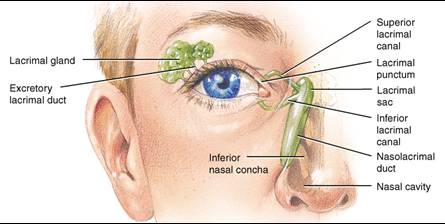 Lacrimal gland
Excretory
lacrimal duct
Superior
lacrimal
canal
Lacrimal
punctum
Lacrimal
sac
Inferior
lacrimal
canal
Nasolacrimal
duct
Nasal cavity
Inferior
nasal concha